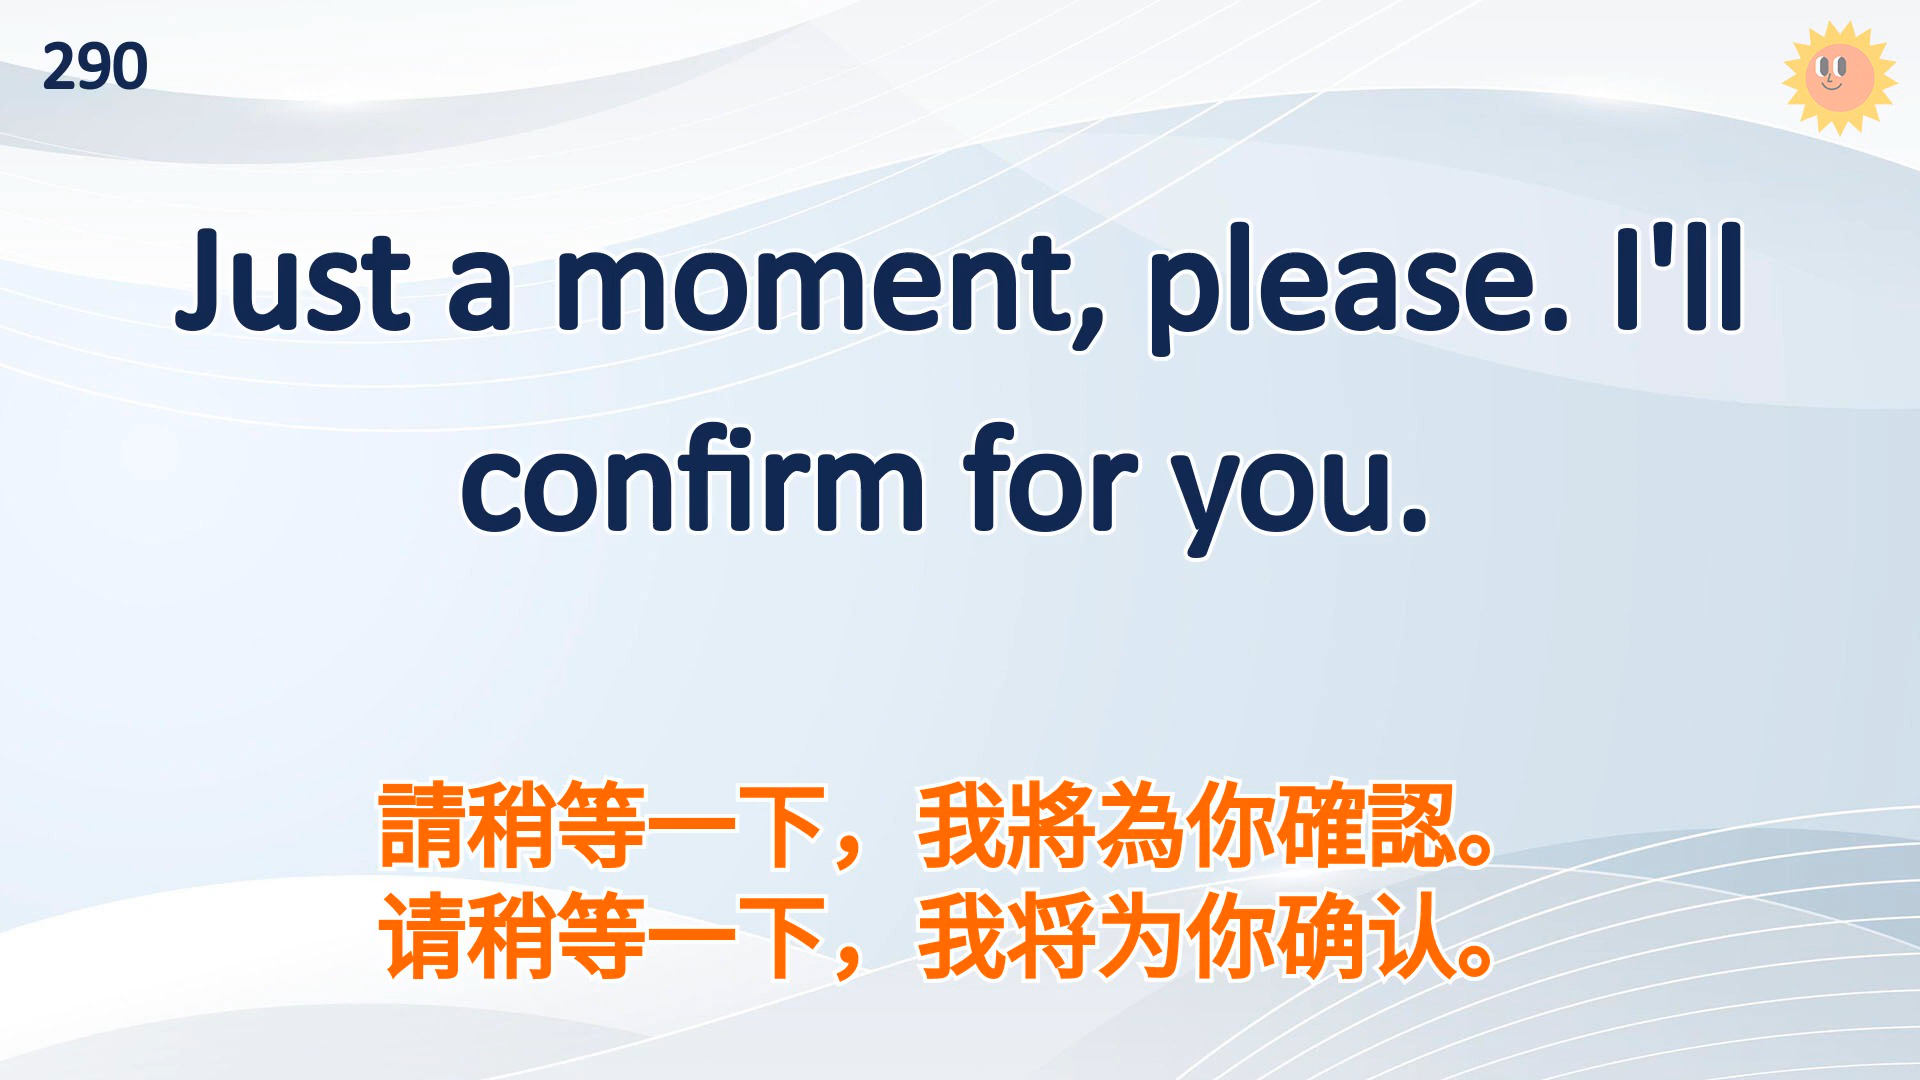 290
Just a moment, please. I'll
confirm for you.
請稍等一下，我將為你確認。
请稍等一下，我将为你确认。